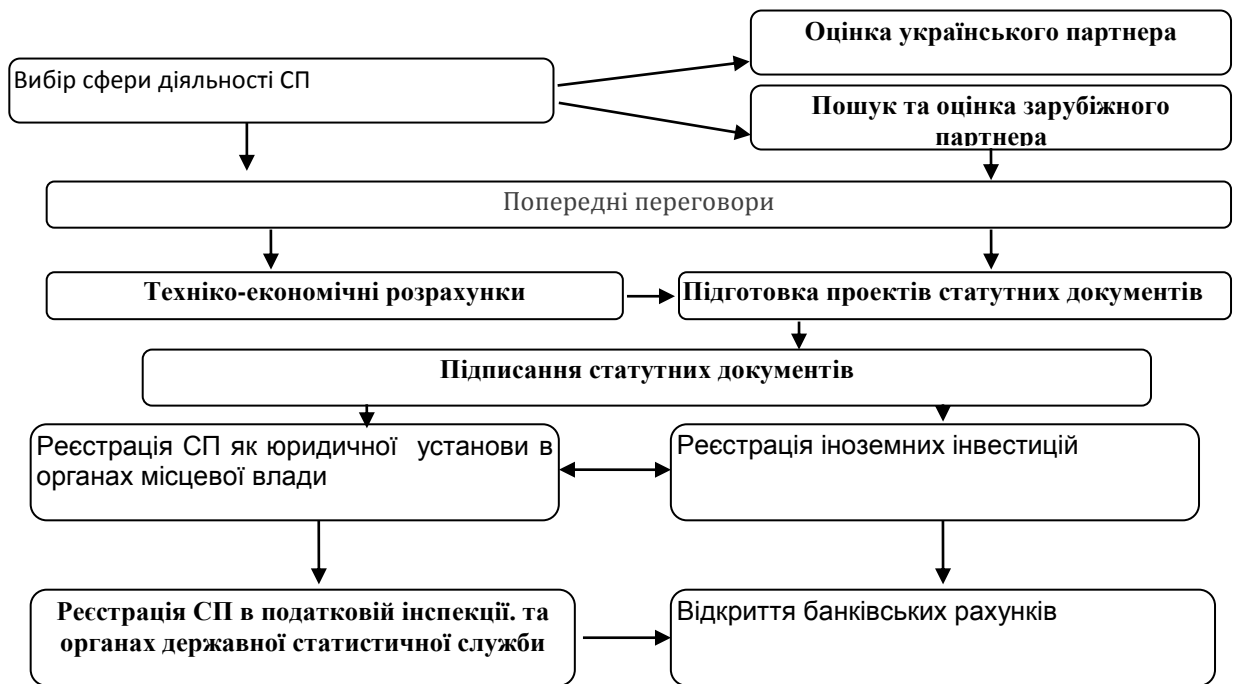 Оцінка українського партнера
Вибір сфери діяльності СП
Пошук та оцінка зарубіжного
партнера
Попередні переговори
Техніко-економічні розрахунки
Підготовка проектів статутних документів
Підписання статутних документів
Реєстрація СП як юридичної установи в
органах місцевої влади
Реєстрація іноземних інвестицій
Реєстрація СП в податковій інспекції. та
органах державної статистичної служби
Відкриття банківських рахунків